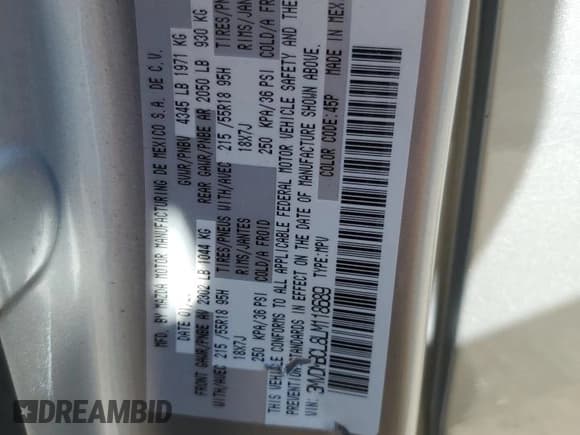 MFD. BY MAZDA MOTOR MANUFACTURING DE MEXICO S.A. DE C.V.
DATE 01/ GVWR/PNBV 4345 LB 1971 KG
FRONT GAWR/PNBE AV 2302 LB 1044 KG REAR GAWR/PNBE AR 2050 LB 930 KG
WITH/AVEC 215 /55R18 95H TIRES/PNEUS WITH/AVEC 215 /55R18 95H TIRES/PNE
18X7J RIMS/JANTES 18X7J RIMS/JANTES
250 KPA/36 PSI COLD/A FROID 250 KPA/36 PSI COLD/A FR
THIS VEHICLE CONFORMS TO ALL APPLICABLE FEDERAL MOTOR VEHICLE SAFETY AND THE
STANDARDS IN EFFECT ON THE DATE OF MANUFACTURE SHOWN ABOVE.
VIN: TYPE:MPV COLOR CODE:45P MADE IN MEX
DREAMBID